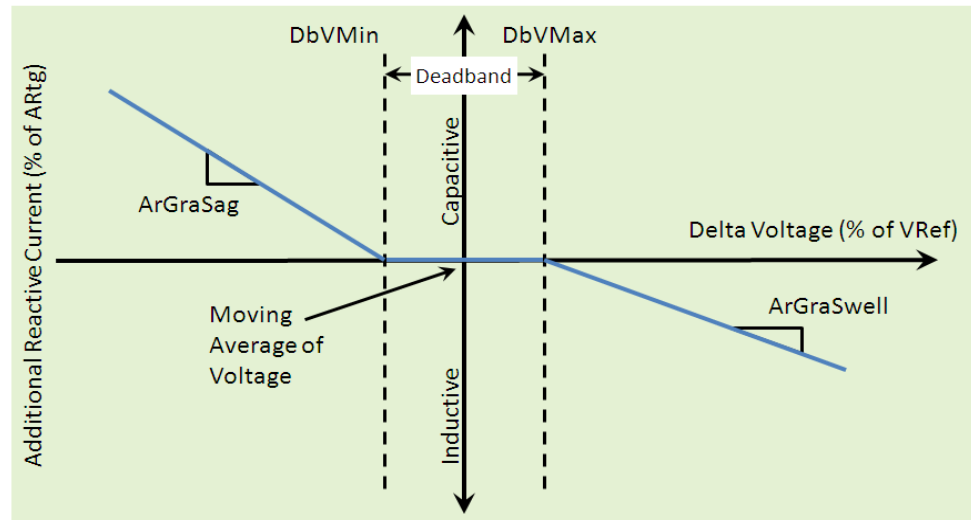 DbVMin
DbVMax
Deadband
Additional Reactive Current (% of ARtg)
Capacitive
ArGraSag
Delta Voltage (% of VRef)
ArGraSwell
Moving
Average of
Voltage
Inductive